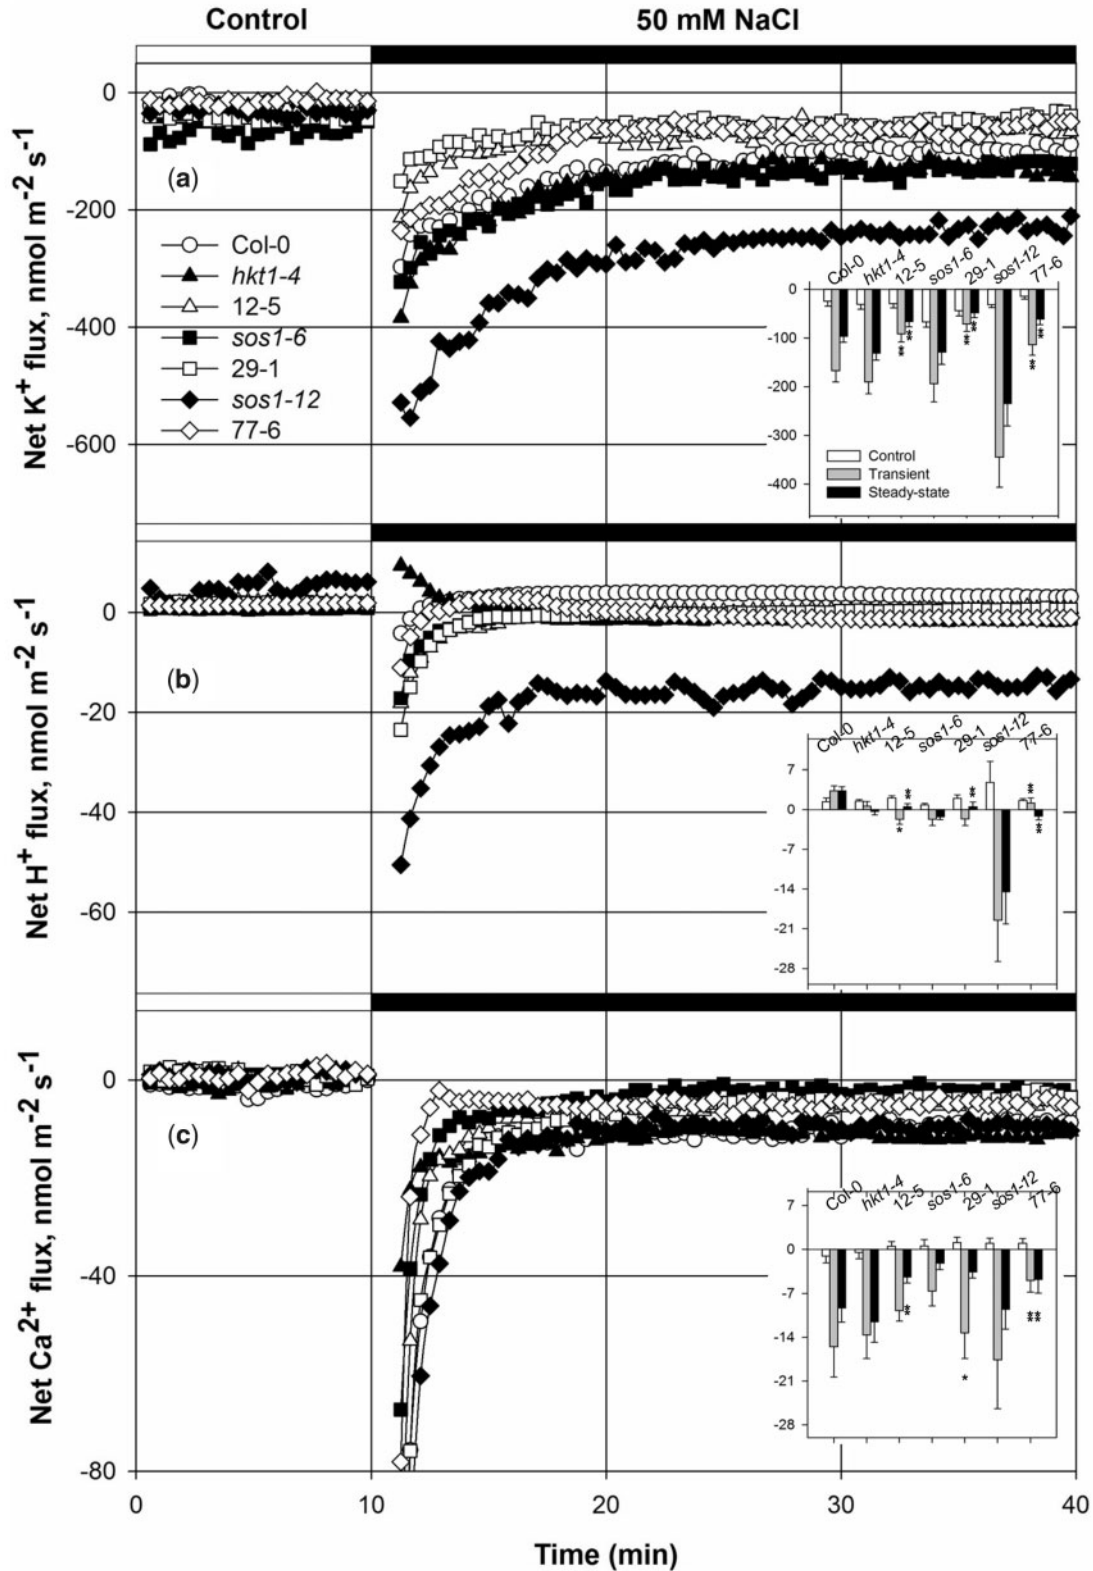 Control 50 mM NaCl
0
-200
-400
-600
Net K⁺ flux, nmol m⁻² s⁻¹
(a)
Col-0
hkt1-4
12-5
sos1-6
29-1
sos1-12
77-6
Col-0 hkt1-4 12-5 sos1-6 29-1 sos1-12 77-6
0
-100
-200
-300
-400
** ** ** ** ** **
Control
Transient
Steady-state
0
-20
-40
-60
Net H⁺ flux, nmol m⁻² s⁻¹
(b)
Col-0 hkt1-4 12-5 sos1-6 29-1 sos1-12 77-6
7
0
-7
-14
-21
-28
* ** ** ** **
0
-40
-80
Net Ca²⁺ flux, nmol m⁻² s⁻¹
(c)
Col-0 hkt1-4 12-5 sos1-6 29-1 sos1-12 77-6
7
0
-7
-14
-21
-28
** * ** **
0 10 20 30 40
Time (min)